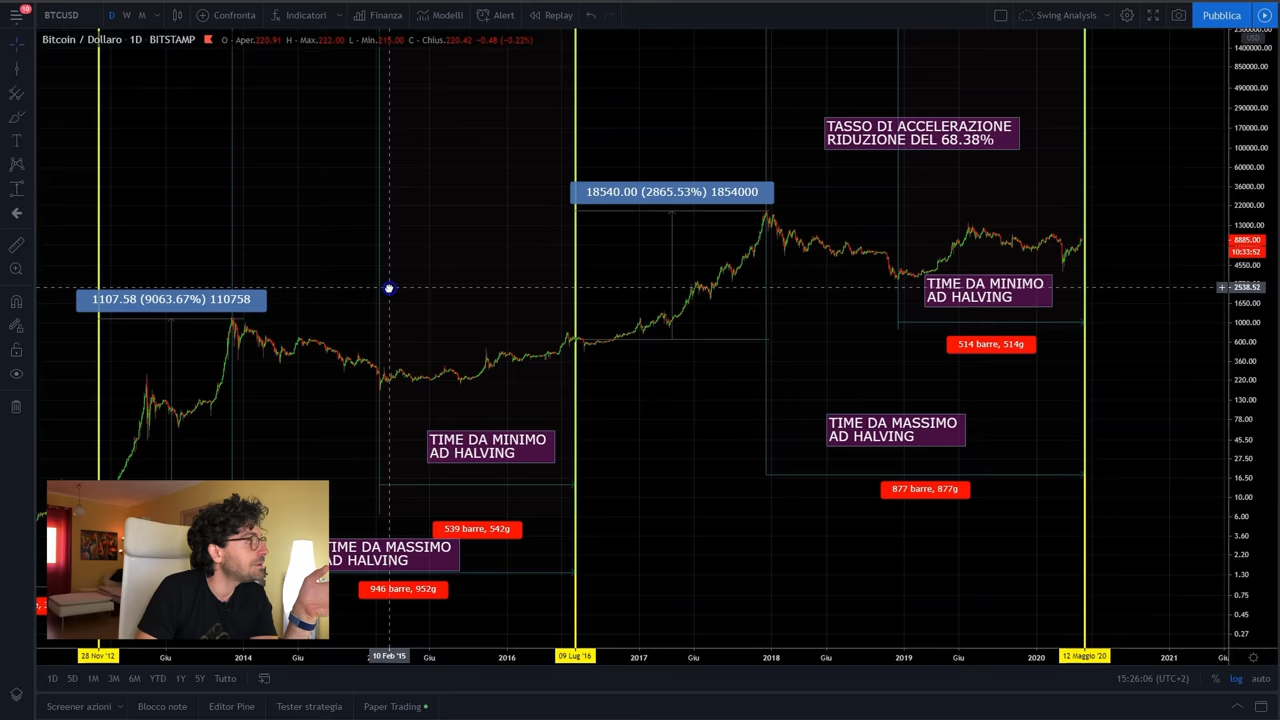 10
BTCUSD
D W M
Confronta
Indicatori
Finanza
Modelli
Alert
Replay
Swing Analysis
Pubblica
Bitcoin / Dollaro · 1D · BITSTAMP
O - Aper.220.91 H - Max.222.00 L - Min.215.00 C - Chius.220.42 -0.48 (-0.22%)
USD
1400000.00
850000.00
490000.00
290000.00
170000.00
100000.00
60000.00
36000.00
22000.00
13000.00
8885.00
10:33:52
4550.00
2538.52
1650.00
1000.00
600.00
360.00
220.00
130.00
78.00
45.50
27.50
16.50
10.00
6.00
3.60
2.20
1.30
0.75
0.45
0.27
TASSO DI ACCELERAZIONE
RIDUZIONE DEL 68.38%
18540.00 (2865.53%) 1854000
1107.58 (9063.67%) 110758
TIME DA MINIMO
AD HALVING
514 barre, 514g
TIME DA MASSIMO
AD HALVING
877 barre, 877g
TIME DA MINIMO
AD HALVING
539 barre, 542g
TIME DA MASSIMO
AD HALVING
946 barre, 952g
28 Nov '12
Giu
2014
Giu
10 Feb '15
Giu
2016
09 Lug '16
2017
Giu
2018
Giu
2019
Giu
2020
12 Maggio '20
2021
1D 5D 1M 3M 6M YTD 1Y 5Y Tutto
15:26:06 (UTC+2)
%
log
auto
Screener azioni
Blocco note
Editor Pine
Tester strategia
Paper Trading